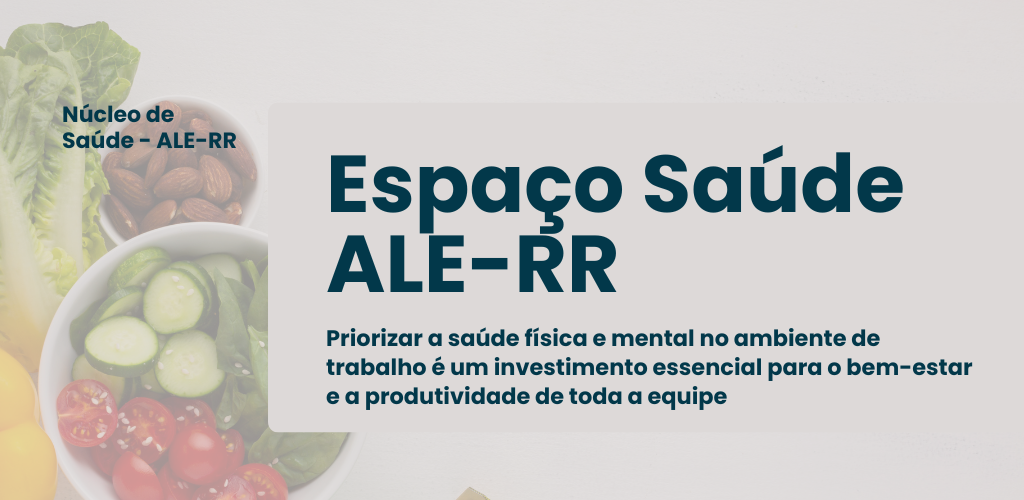 Núcleo de
Saúde - ALE-RR
Espaço Saúde
ALE-RR
Priorizar a saúde física e mental no ambiente de
trabalho é um investimento essencial para o bem-estar
e a produtividade de toda a equipe